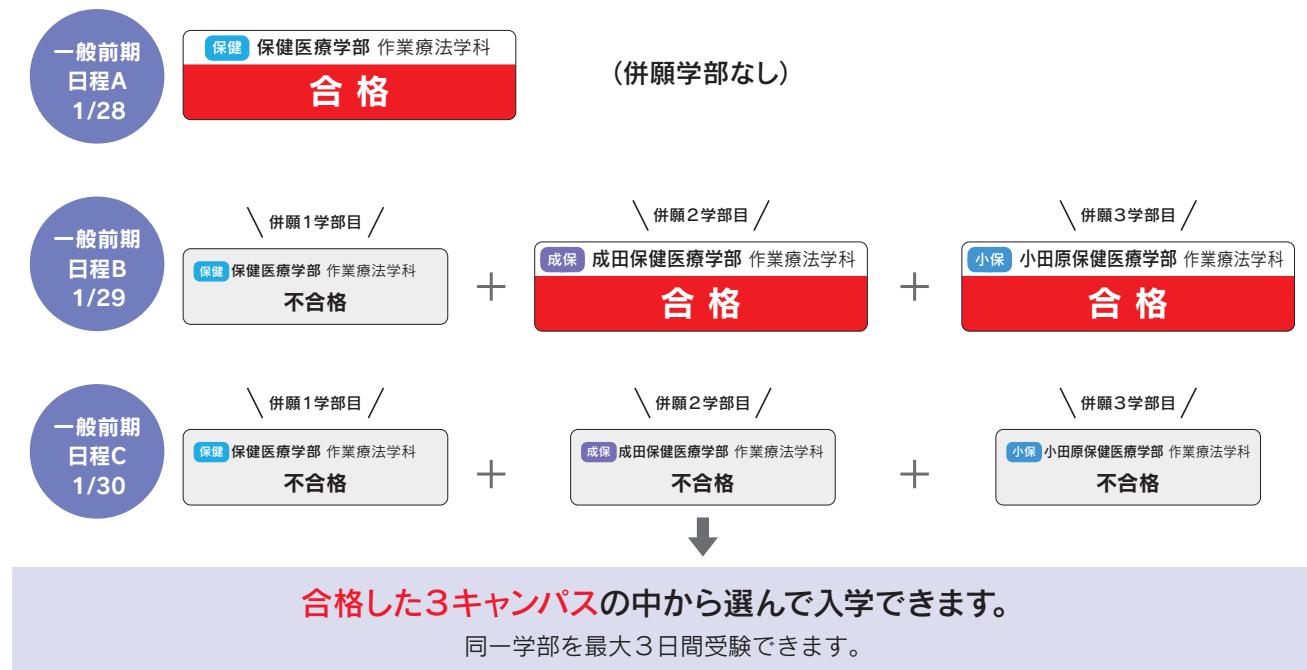 一般前期
日程A
1/28
保健 保健医療学部 作業療法学科
合格
(併願学部なし)
一般前期
日程B
1/29
併願1学部目
保健 保健医療学部 作業療法学科
不合格
+
併願2学部目
成保 成田保健医療学部 作業療法学科
合格
+
併願3学部目
小保 小田原保健医療学部 作業療法学科
合格
一般前期
日程C
1/30
併願1学部目
保健 保健医療学部 作業療法学科
不合格
+
併願2学部目
成保 成田保健医療学部 作業療法学科
不合格
+
併願3学部目
小保 小田原保健医療学部 作業療法学科
不合格
合格した3キャンパスの中から選んで入学できます。
同一学部を最大3日間受験できます。